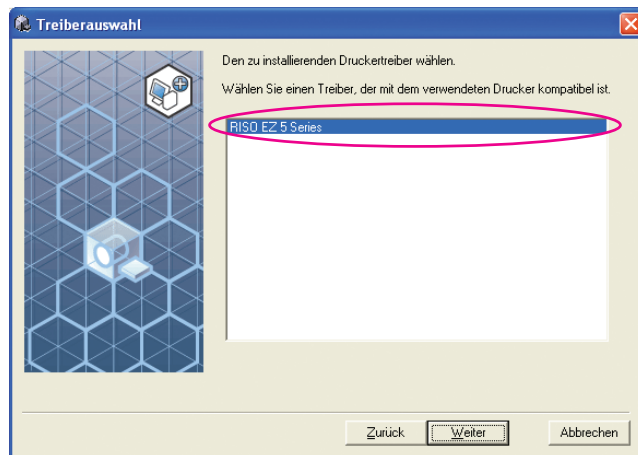 Treiberauswahl
Den zu installierenden Druckertreiber wählen.
Wählen Sie einen Treiber, der mit dem verwendeten Drucker kompatibel ist.
RISO EZ 5 Series
Zurück
Weiter
Abbrechen